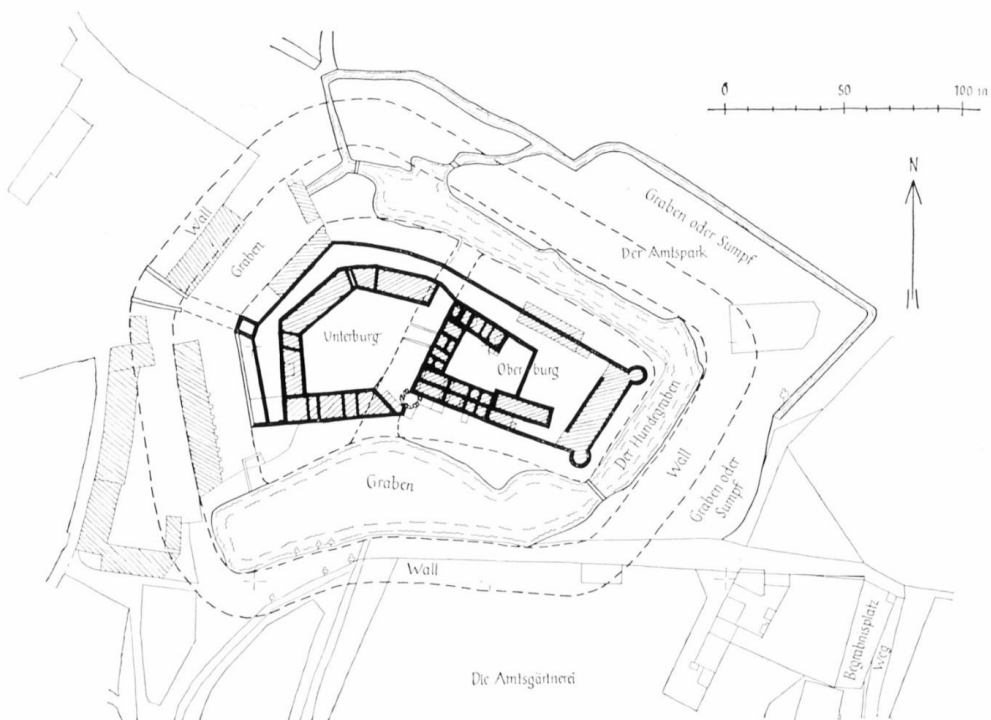 0 50 100 m
N
Wall
Graben
Graben oder Sumpf
Der Amtspark
Unterburg
Oberburg
Der Hundegraben
Wall
Graben oder
Sumpf
Graben
Wall
Begräbnisplatz
Weg
Die Amtsgärtnerei